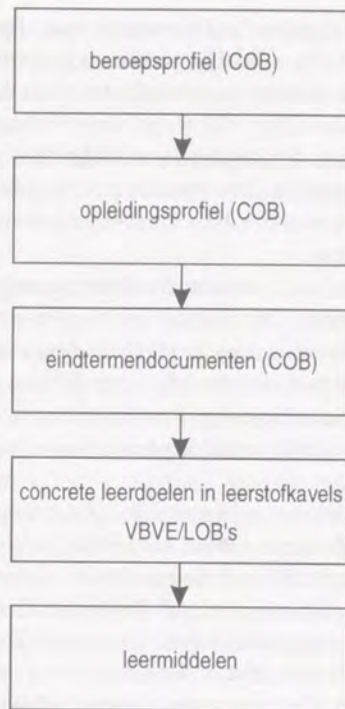 beroepsprofiel (COB)
opleidingsprofiel (COB)
eindtermendocumenten (COB)
concrete leerdoelen in leerstofkavels
VBVE/LOB's
leermiddelen